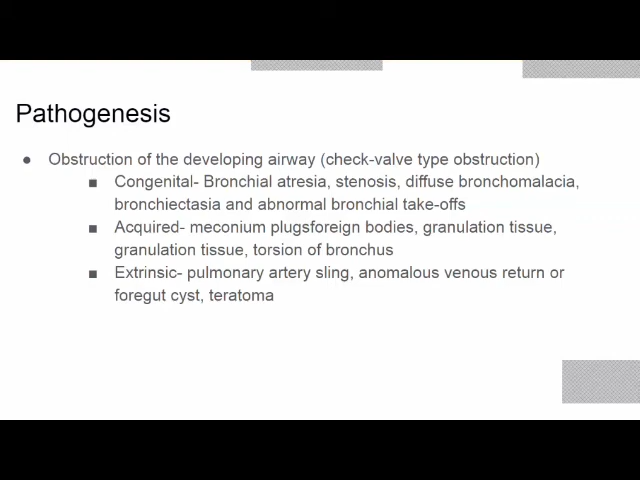 Pathogenesis
● Obstruction of the developing airway (check-valve type obstruction)
■ Congenital- Bronchial atresia, stenosis, diffuse bronchomalacia,
bronchiectasia and abnormal bronchial take-offs
■ Acquired- meconium plugsforeign bodies, granulation tissue,
granulation tissue, torsion of bronchus
■ Extrinsic- pulmonary artery sling, anomalous venous return or
foregut cyst, teratoma